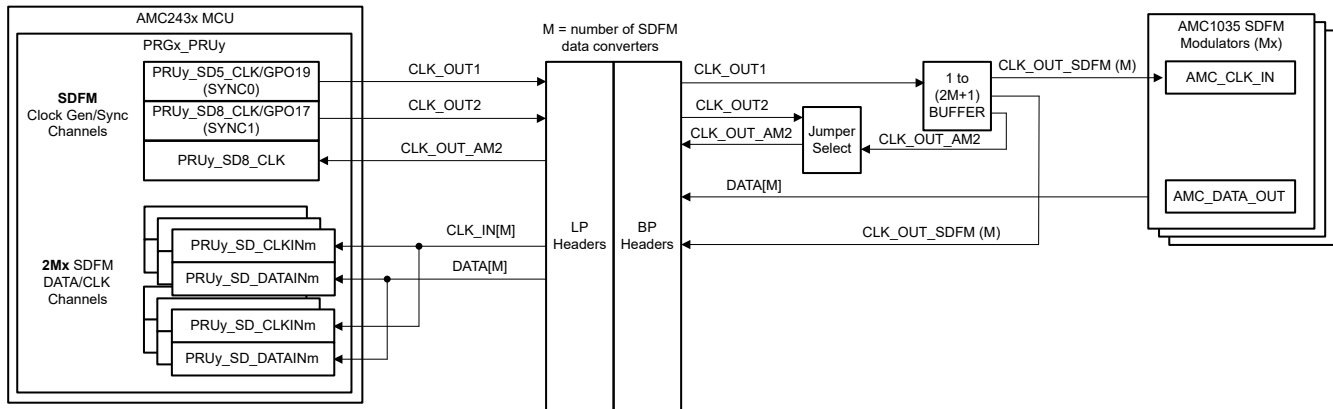 AMC243x MCU
PRGx_PRUy
SDFM
Clock Gen/Sync
Channels
PRUy_SD5_CLK/GPO19
(SYNC0)
PRUy_SD8_CLK/GPO17
(SYNC1)
PRUy_SD8_CLK
2Mx SDFM
DATA/CLK
Channels
PRUy_SD_CLKINm
PRUy_SD_DATAINm
PRUy_SD_CLKINm
PRUy_SD_DATAINm
CLK_OUT1
CLK_OUT2
CLK_OUT_AM2
CLK_IN[M]
DATA[M]
M = number of SDFM
data converters
LP
Headers
BP
Headers
CLK_OUT1
CLK_OUT2
CLK_OUT_AM2
Jumper
Select
CLK_OUT_AM2
1 to
(2M+1)
BUFFER
CLK_OUT_SDFM (M)
DATA[M]
CLK_OUT_SDFM (M)
AMC1035 SDFM
Modulators (Mx)
AMC_CLK_IN
AMC_DATA_OUT